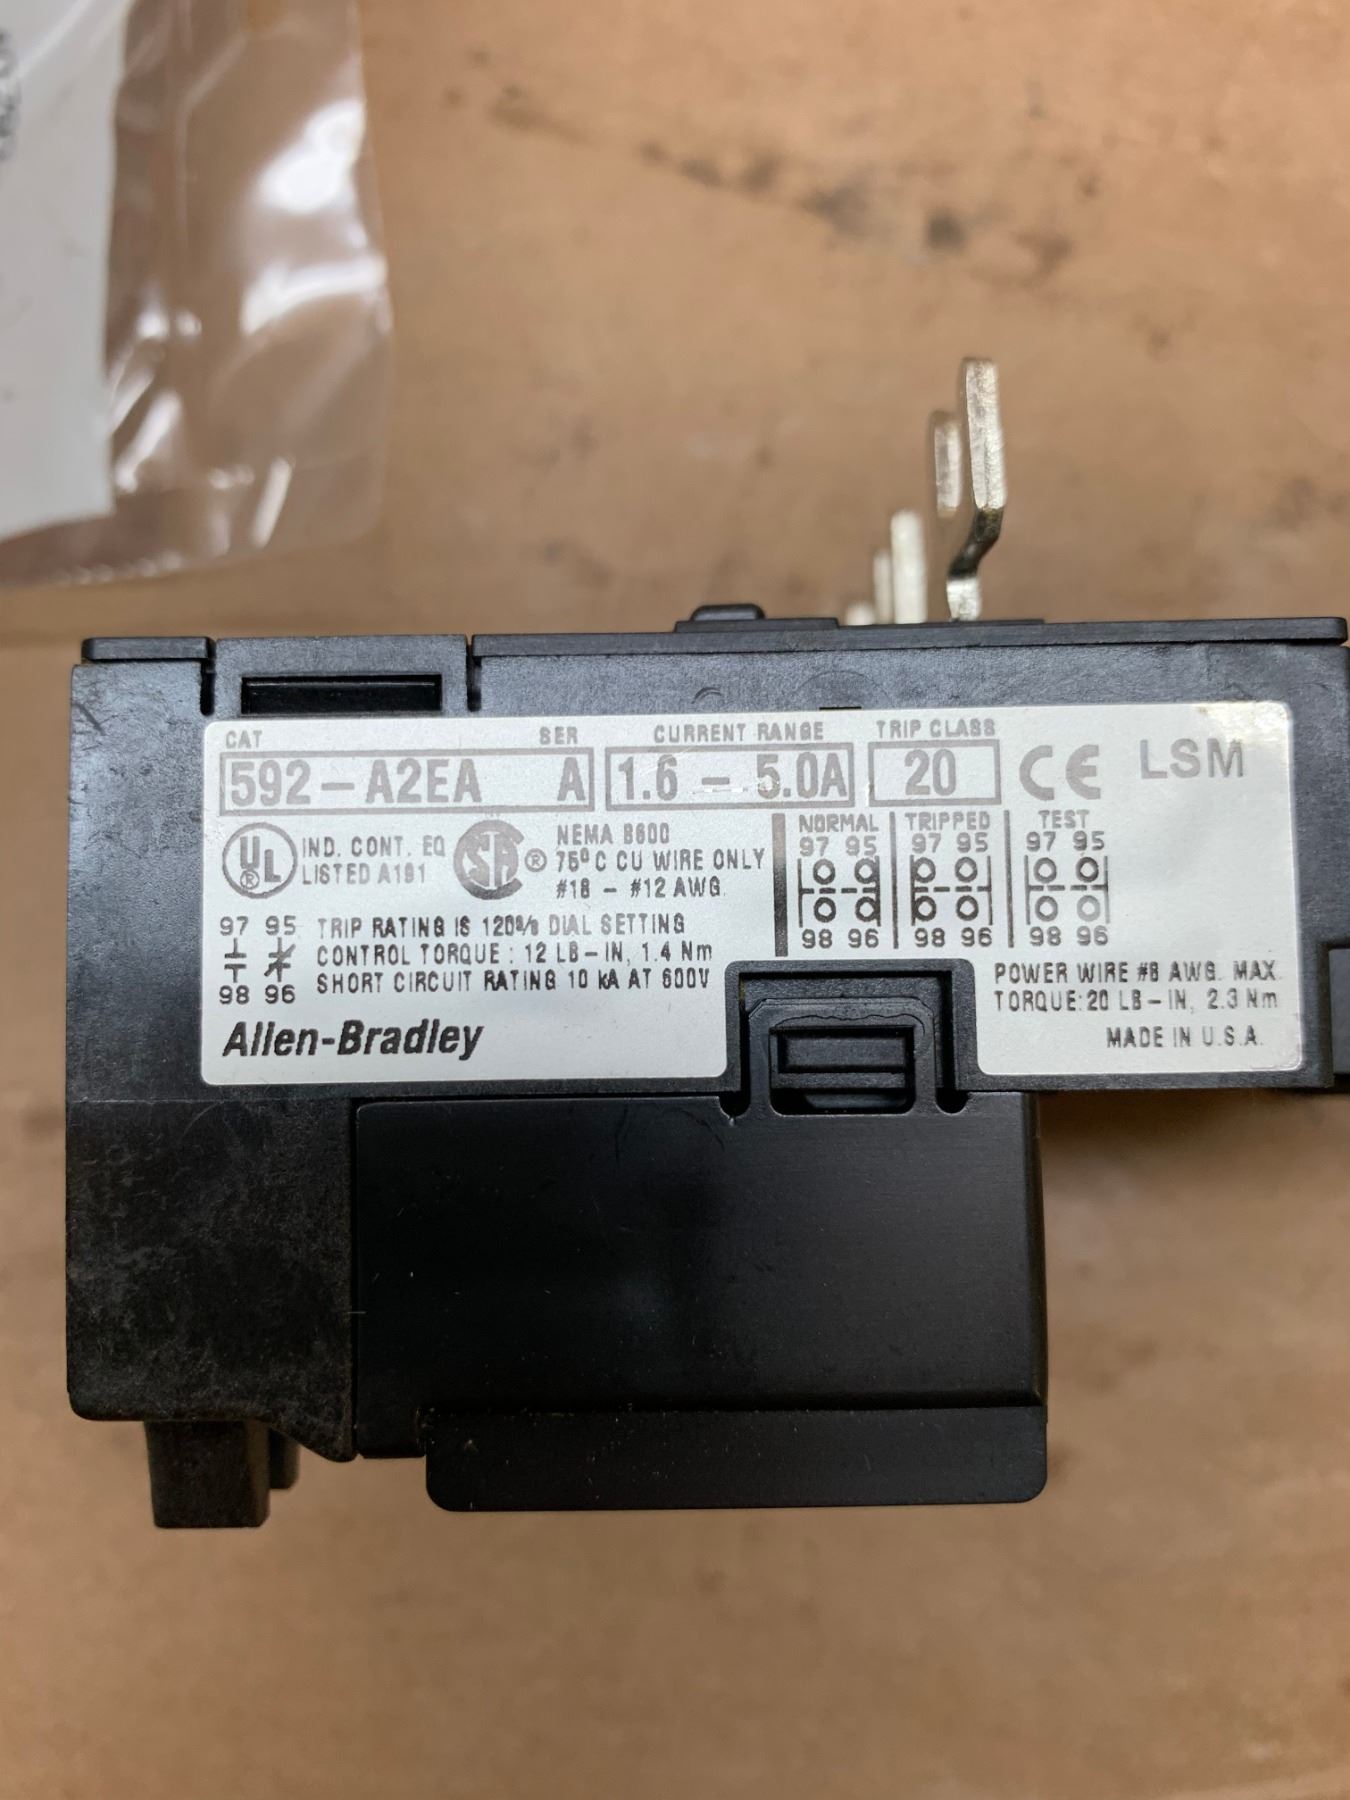 CAT SER CURRENT RANGE TRIP CLASS
592-A2EA A 1.6 - 5.0A 20 CE LSM
UL ® IND. CONT. EQ
LISTED A191
SA ® NEMA B600
75°C CU WIRE ONLY
#18 - #12 AWG
NORMAL TRIPPED TEST
97 95 97 95 97 95
98 96 98 96 98 96
97 95 TRIP RATING IS 120% DIAL SETTING
CONTROL TORQUE: 12 LB-IN, 1.4 Nm
98 96 SHORT CIRCUIT RATING 10 kA AT 600V
Allen-Bradley
POWER WIRE #8 AWG. MAX
TORQUE: 20 LB-IN, 2.3 Nm
MADE IN U.S.A.